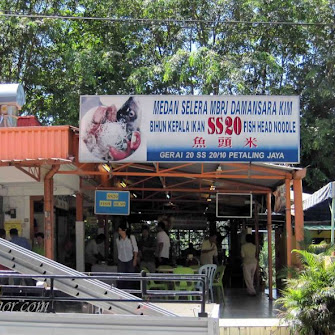 MEDAN SELERA MBPJ DAMANSARA KIM
BIHUN KEPALA IKAN SS20 FISH HEAD NOODLE
魚頭米
GERAI 20 SS 20/10 PETALING JAYA